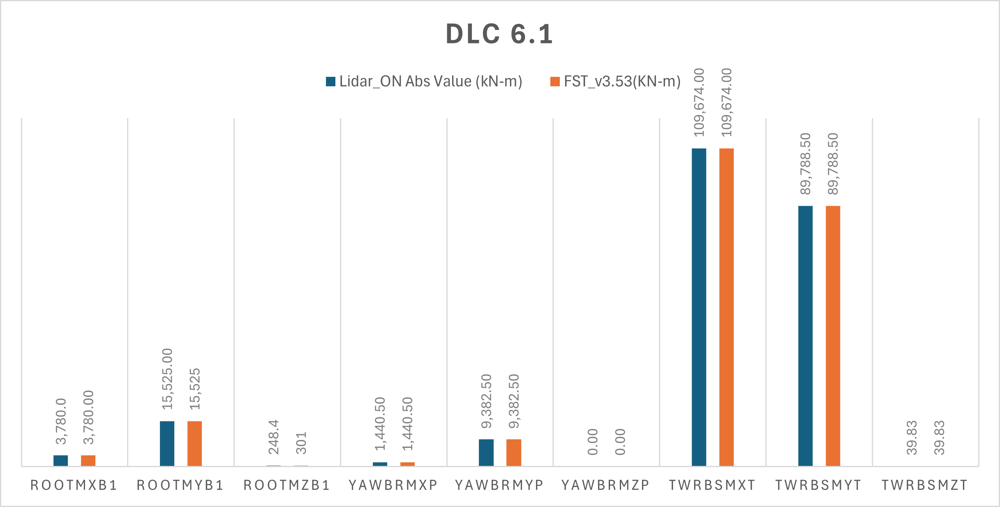 DLC 6.1
Lidar_ON Abs Value (kN-m)
FST_v3.53(KN-m)
3,780.0
3,780.00
15,525.00
15,525
248.4
301
1,440.50
1,440.50
9,382.50
9,382.50
0.00
0.00
109,674.00
109,674.00
89,788.50
89,788.50
39.83
39.83
ROOTMXB1
ROOTMYB1
ROOTMZB1
YAWBRMXP
YAWBRMYP
YAWBRMZP
TWRBSMXT
TWRBSMYT
TWRBSMZT